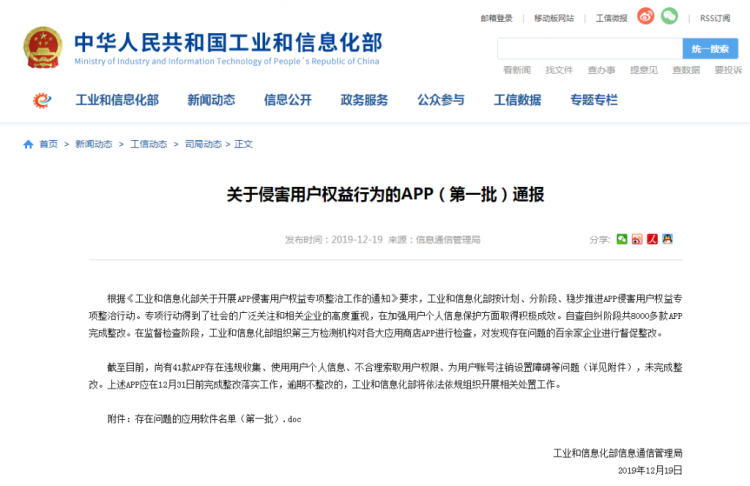 邮箱登录 | 移动版网站 | 工信微报 | RSS订阅
中华人民共和国工业和信息化部
Ministry of Industry and Information Technology of People's Republic of China
统一搜索
看新闻 找文件 查办事 提意见 查数据 要投诉
工业和信息化部 新闻动态 信息公开 政务服务 公众参与 工信数据 专题专栏
首页 > 新闻动态 > 工信动态 > 司局动态 > 正文
关于侵害用户权益行为的APP（第一批）通报
发布时间：2019-12-19 来源：信息通信管理局
分享:
根据《工业和信息化部关于开展APP侵害用户权益专项整治工作的通知》要求，工业和信息化部按计划、分阶段、稳步推进APP侵害用户权益专
项整治行动。专项行动得到了社会的广泛关注和相关企业的高度重视，在加强用户个人信息保护方面取得积极成效。自查自纠阶段共8000多款APP
完成整改。在监督检查阶段，工业和信息化部组织第三方检测机构对各大应用商店APP进行检查，对发现存在问题的百余家企业进行督促整改。
截至目前，尚有41款APP存在违规收集、使用用户个人信息、不合理索取用户权限、为用户账号注销设置障碍等问题（详见附件），未完成整
改。上述APP应在12月31日前完成整改落实工作，逾期不整改的，工业和信息化部将依法依规组织开展相关处置工作。
附件：存在问题的应用软件名单（第一批）.doc
工业和信息化部信息通信管理局
2019年12月19日